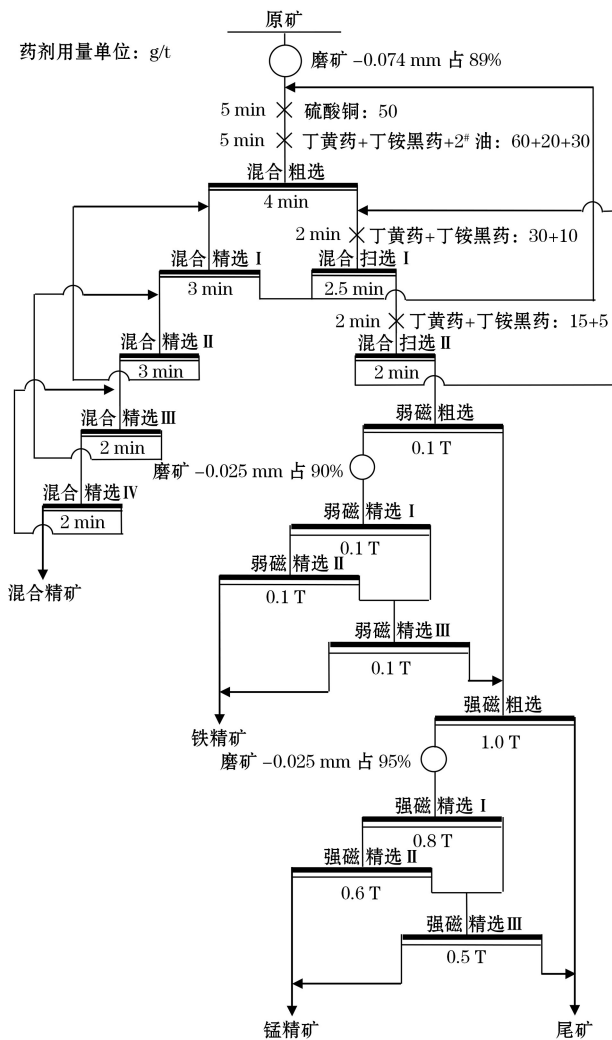 原矿
药剂用量单位：g/t
磨矿 -0.074 mm 占 89%
5 min 硫酸铜：50
5 min 丁黄药+丁铵黑药+2# 油：60+20+30
混合 粗选
4 min
2 min 丁黄药+丁铵黑药：30+10
混合 精选 I
3 min
混合 扫选 I
2.5 min
2 min 丁黄药+丁铵黑药：15+5
混合 精选 II
3 min
混合 扫选 II
2 min
混合 精选 III
2 min
弱磁 粗选
0.1 T
磨矿 -0.025 mm 占 90%
混合 精选 IV
2 min
混合精矿
弱磁 精选 I
0.1 T
弱磁 精选 II
0.1 T
弱磁 精选 III
0.1 T
铁精矿
强磁 粗选
1.0 T
磨矿 -0.025 mm 占 95%
强磁 精选 I
0.8 T
强磁 精选 II
0.6 T
强磁 精选 III
0.5 T
锰精矿
尾矿